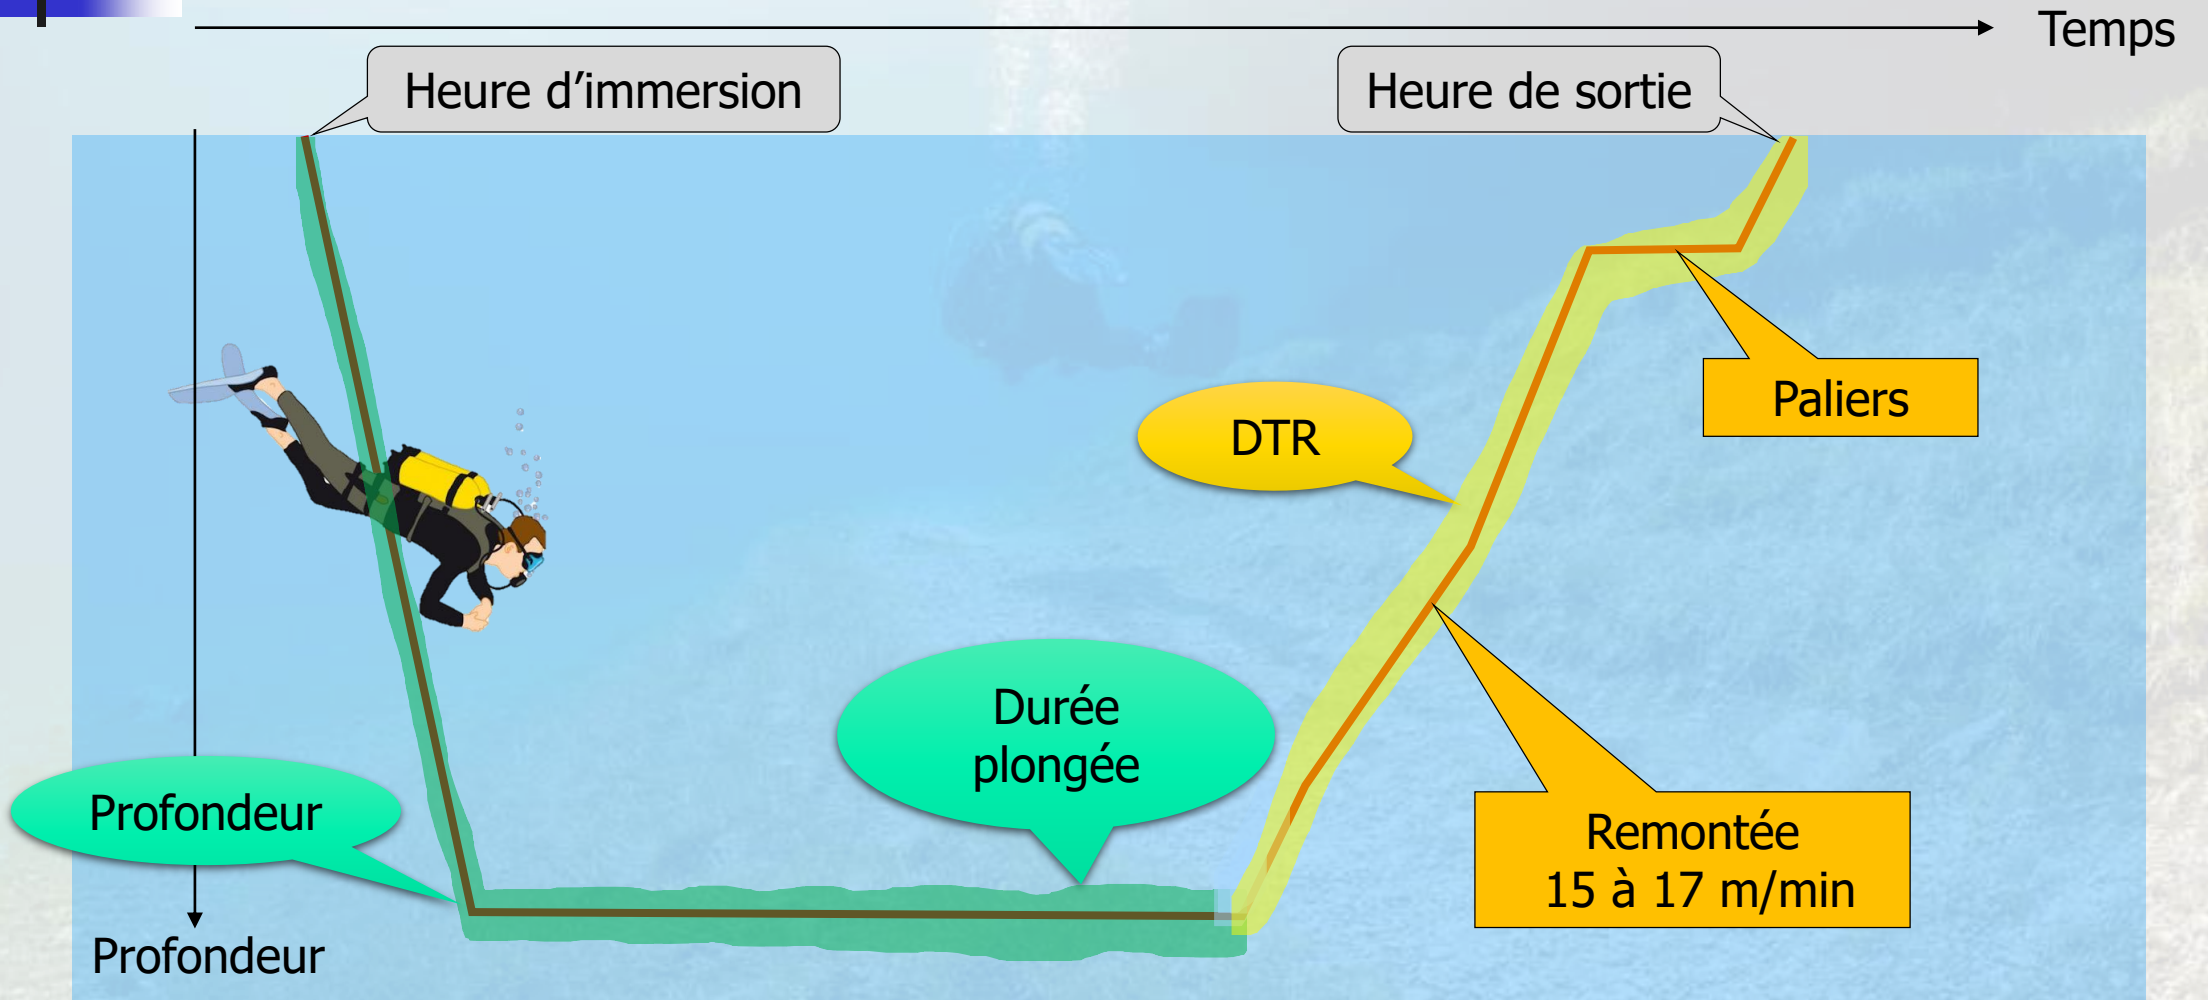 Temps
Heure d’immersion
Heure de sortie
Paliers
DTR
Durée
plongée
Profondeur
Remontée
15 à 17 m/min
Profondeur